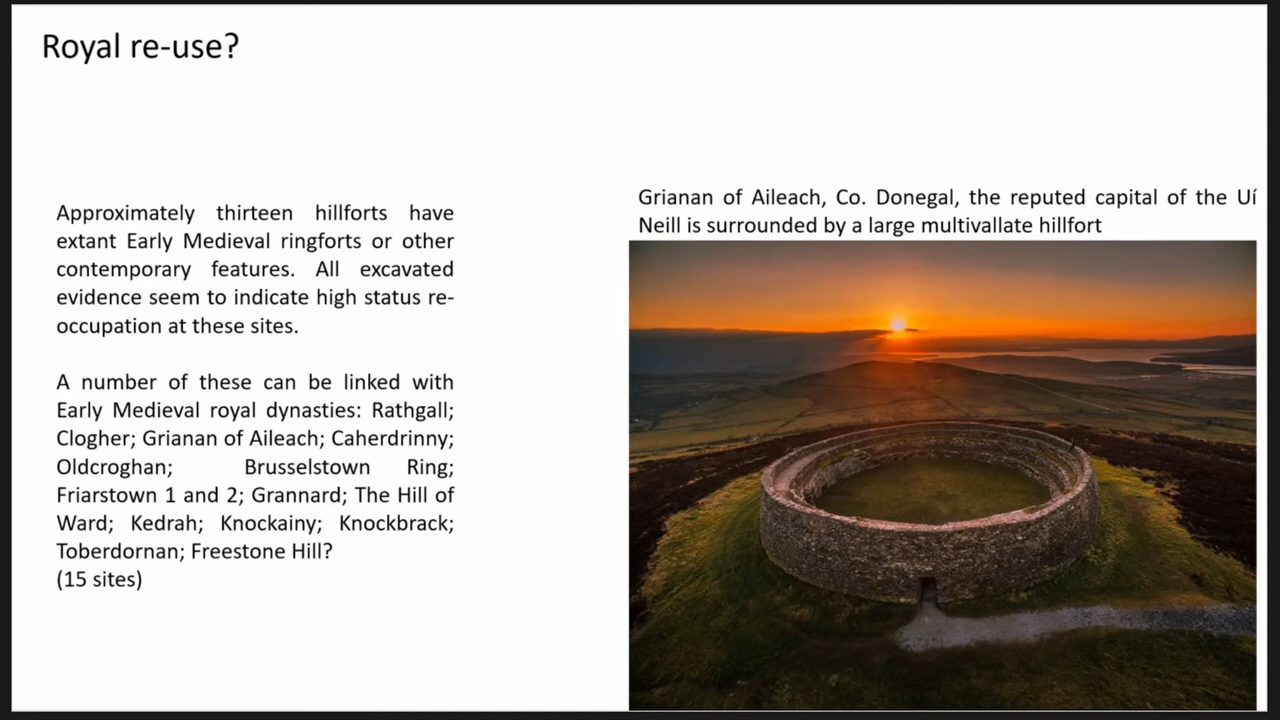 Royal re-use?
Approximately thirteen hillforts have
extant Early Medieval ringforts or other
contemporary features. All excavated
evidence seem to indicate high status re-
occupation at these sites.
A number of these can be linked with
Early Medieval royal dynasties: Rathgall;
Clogher; Grianan of Aileach; Caherdrinny;
Oldcroghan; Brusselstown Ring;
Friarstown 1 and 2; Grannard; The Hill of
Ward; Kedrah; Knockainy; Knockbrack;
Toberdornan; Freestone Hill?
(15 sites)
Grianan of Aileach, Co. Donegal, the reputed capital of the Uí
Neill is surrounded by a large multivallate hillfort